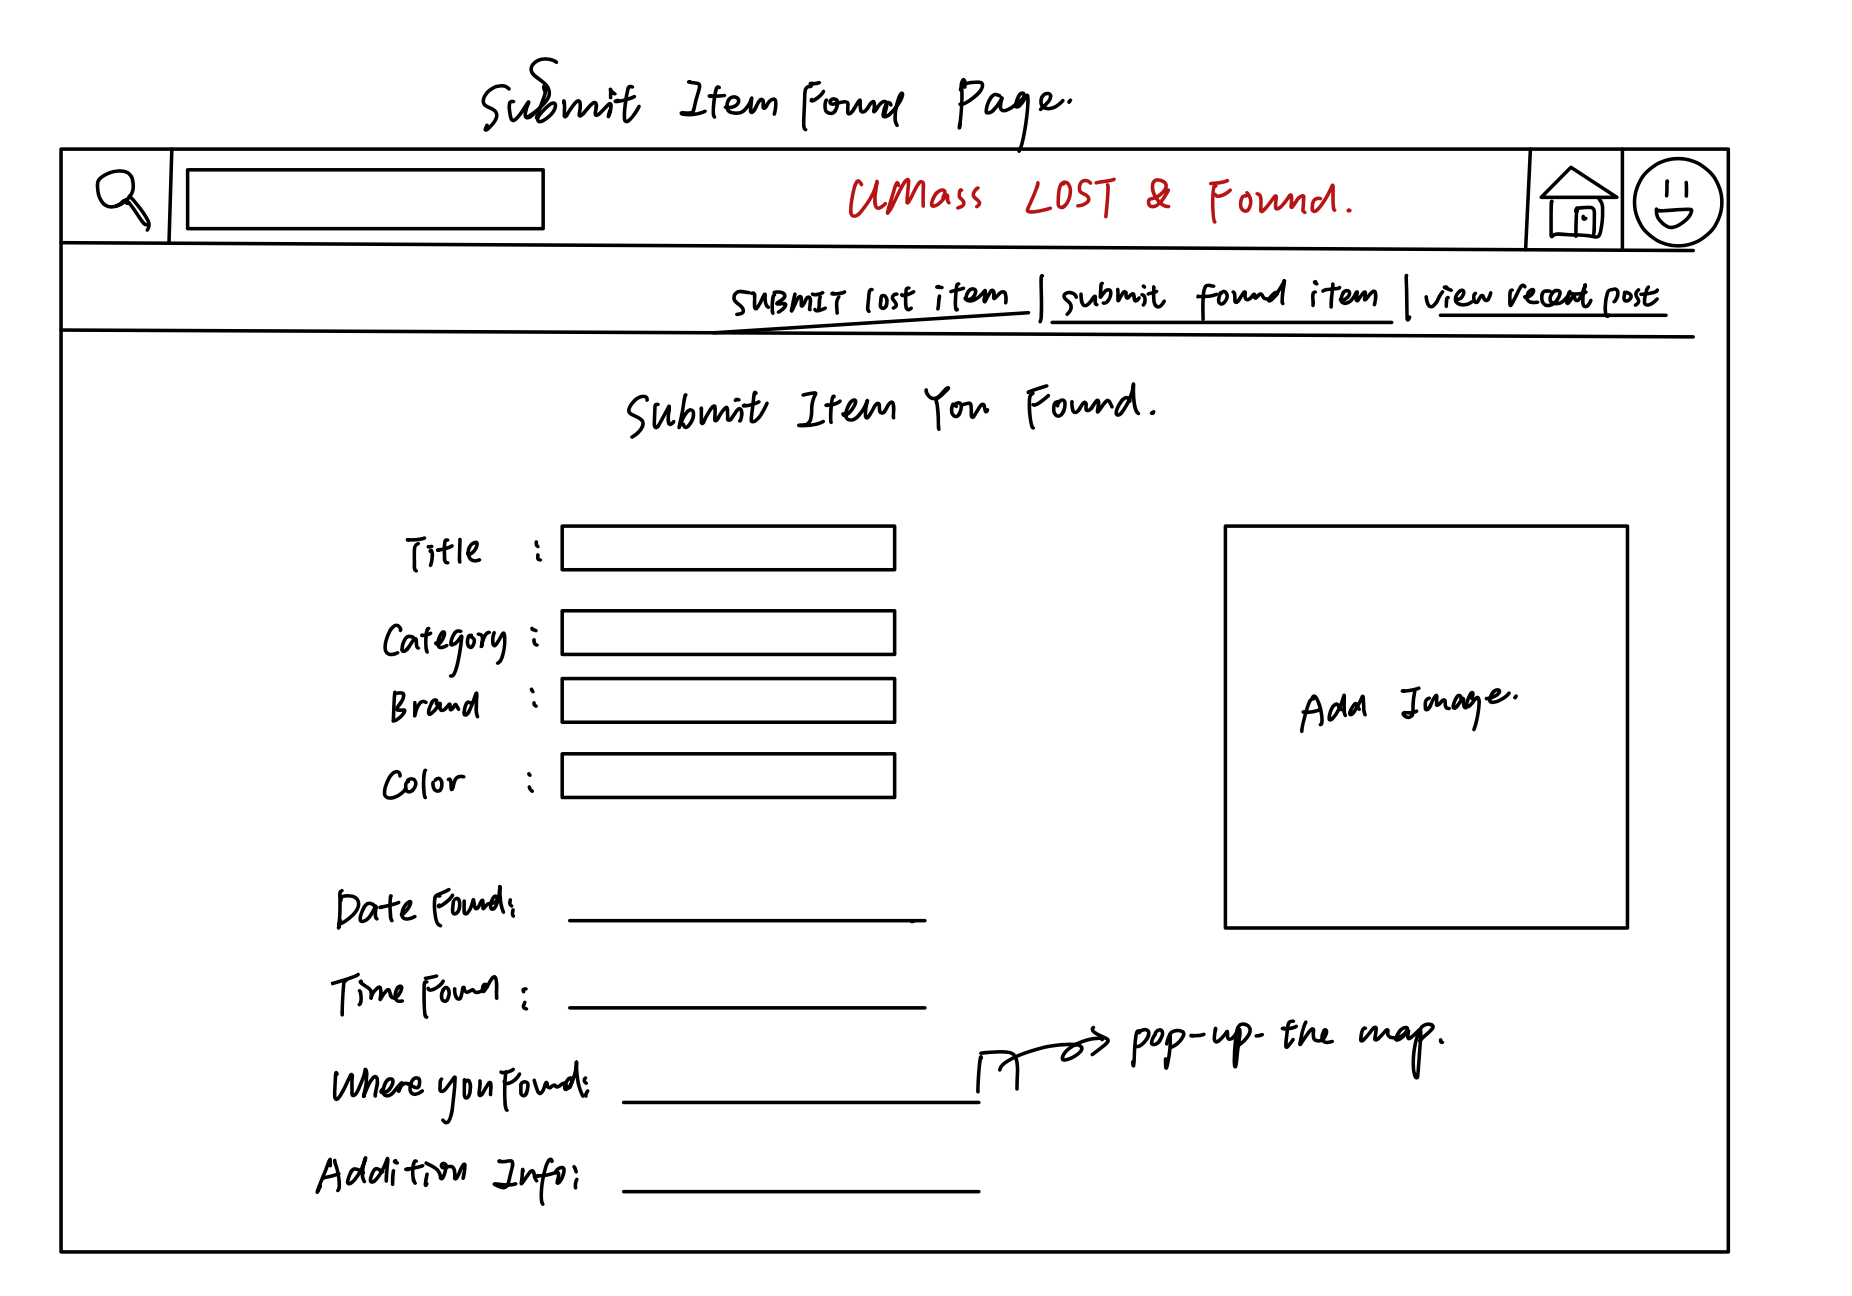 Submit Item Found Page.
UMass LOST & Found.
SUBMIT lost item | submit found item | view recent post
Submit Item You Found.
Title :
Category :
Brand :
Color :
Add Image.
Date Found:
Time Found :
Where you Found:
pop-up- the map.
Addition Info: